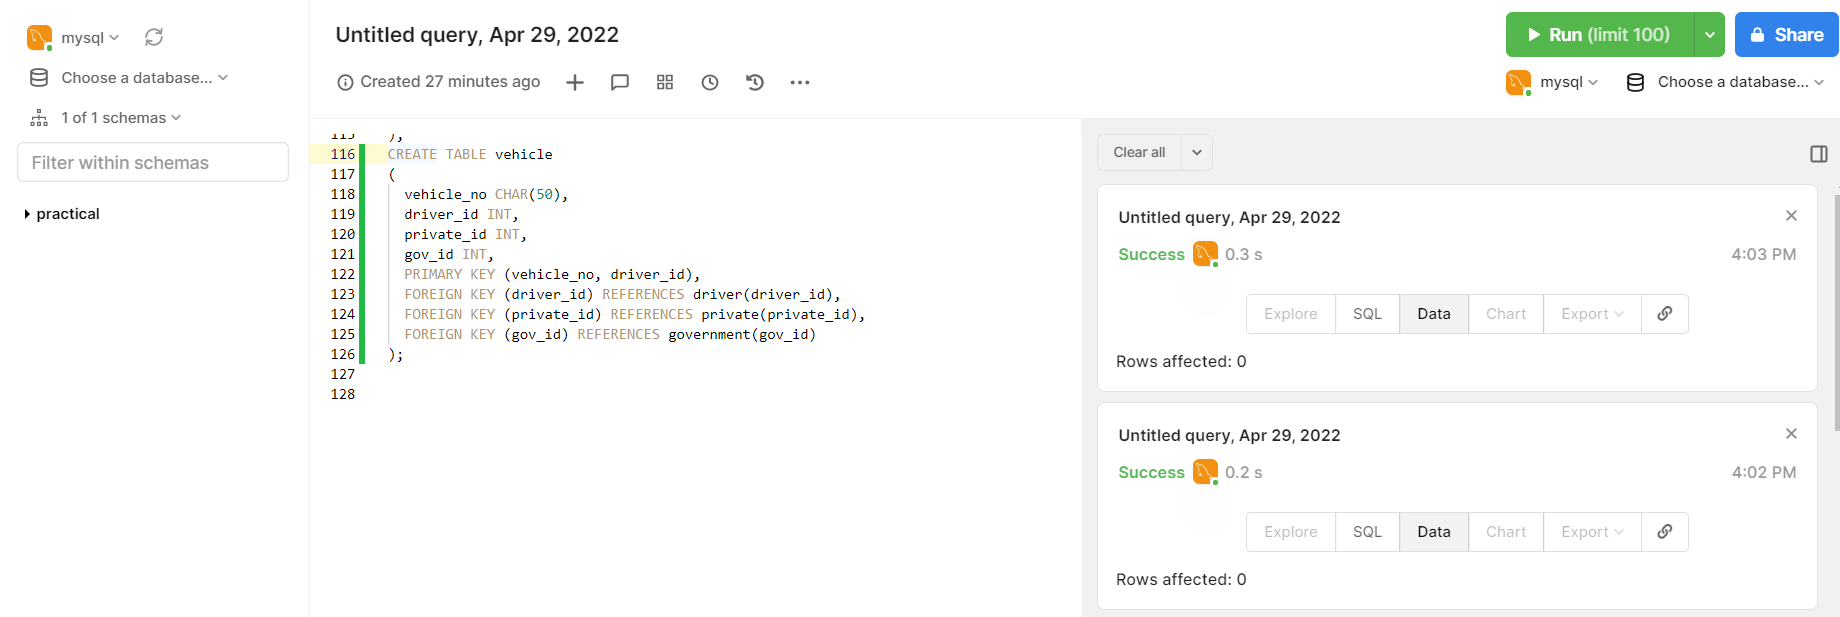 mysql
Choose a database...
1 of 1 schemas
Filter within schemas
practical
Untitled query, Apr 29, 2022
Created 27 minutes ago
Run (limit 100)
Share
mysql
Choose a database...
115 ),
116 CREATE TABLE vehicle
117 (
118 vehicle_no CHAR(50),
119 driver_id INT,
120 private_id INT,
121 gov_id INT,
122 PRIMARY KEY (vehicle_no, driver_id),
123 FOREIGN KEY (driver_id) REFERENCES driver(driver_id),
124 FOREIGN KEY (private_id) REFERENCES private(private_id),
125 FOREIGN KEY (gov_id) REFERENCES government(gov_id)
126 );
127
128
Clear all
Untitled query, Apr 29, 2022
Success 0.3 s 4:03 PM
Explore SQL Data Chart Export
Rows affected: 0
Untitled query, Apr 29, 2022
Success 0.2 s 4:02 PM
Explore SQL Data Chart Export
Rows affected: 0